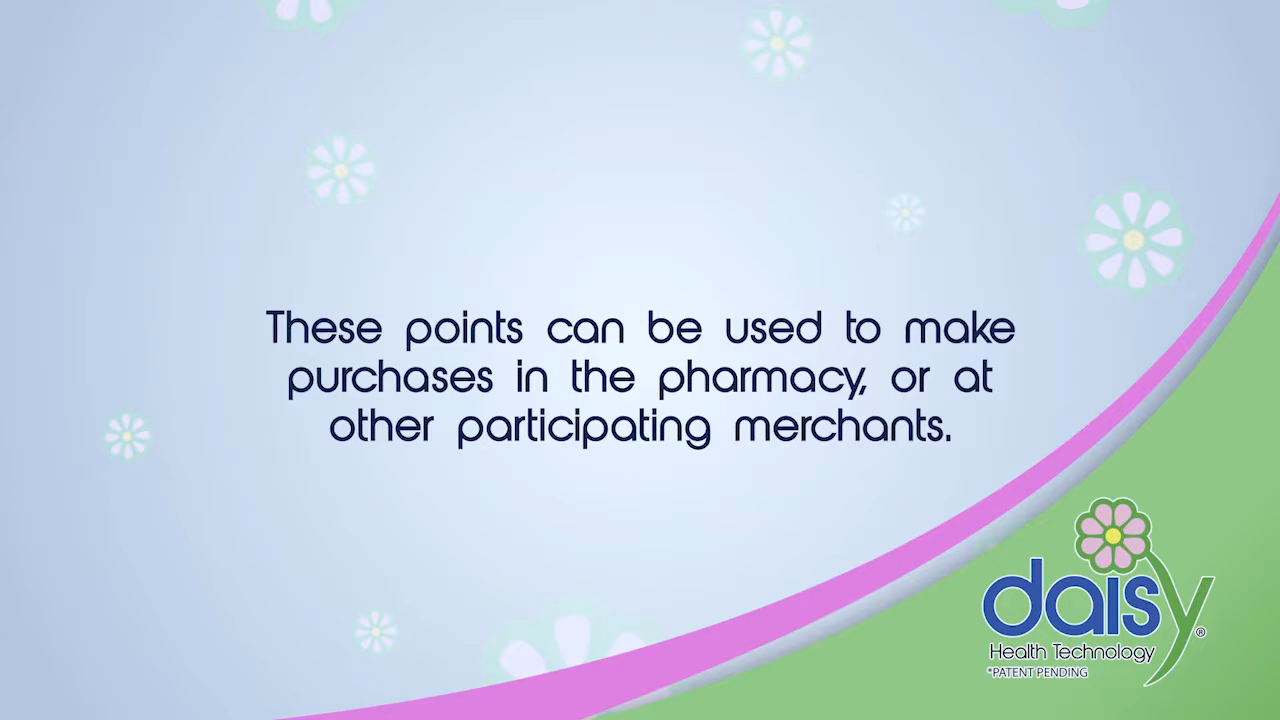 These points can be used to make
purchases in the pharmacy, or at
other participating merchants.
daisy®
Health Technology
*PATENT PENDING